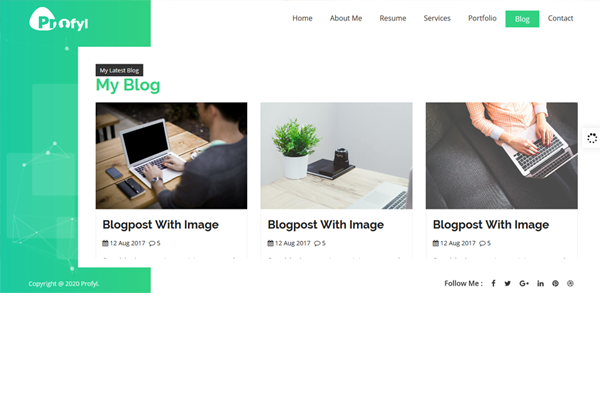 Profyl
Home About Me Resume Services Portfolio Blog Contact
My Latest Blog
My Blog
Blogpost With Image
12 Aug 2017 5
Blogpost With Image
12 Aug 2017 5
Blogpost With Image
12 Aug 2017 5
Copyright @ 2020 Profyl,
Follow Me :